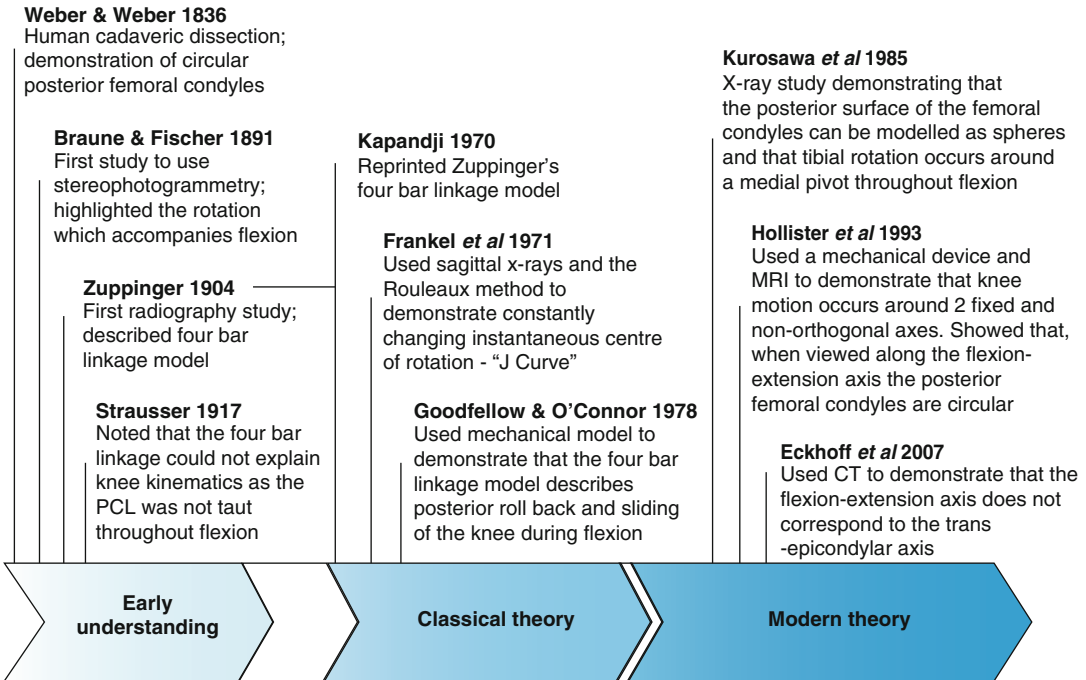 Weber & Weber 1836
Human cadaveric dissection;
demonstration of circular
posterior femoral condyles
Braune & Fischer 1891
First study to use
stereophotogrammetry;
highlighted the rotation
which accompanies flexion
Zuppinger 1904
First radiography study;
described four bar
linkage model
Strausser 1917
Noted that the four bar
linkage could not explain
knee kinematics as the
PCL was not taut
throughout flexion
Kapandji 1970
Reprinted Zuppinger's
four bar linkage model
Frankel et al 1971
Used sagittal x-rays and the
Rouleaux method to
demonstrate constantly
changing instantaneous centre
of rotation - “J Curve”
Goodfellow & O'Connor 1978
Used mechanical model to
demonstrate that the four bar
linkage model describes
posterior roll back and sliding
of the knee during flexion
Kurosawa et al 1985
X-ray study demonstrating that
the posterior surface of the femoral
condyles can be modelled as spheres
and that tibial rotation occurs around
a medial pivot throughout flexion
Hollister et al 1993
Used a mechanical device and
MRI to demonstrate that knee
motion occurs around 2 fixed and
non-orthogonal axes. Showed that,
when viewed along the flexion-
extension axis the posterior
femoral condyles are circular
Eckhoff et al 2007
Used CT to demonstrate that the
flexion-extension axis does not
correspond to the trans
-epicondylar axis
Early
understanding
Classical theory
Modern theory